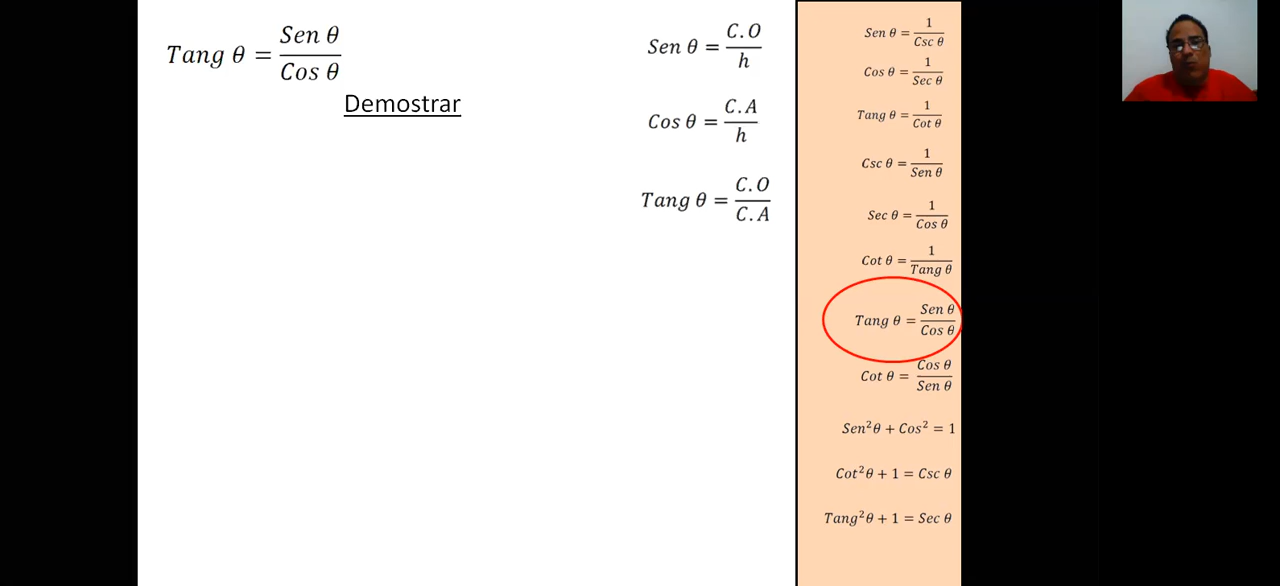 Tang θ = Sen θ / Cos θ
Demostrar
Sen θ = C.O / h
Cos θ = C.A / h
Tang θ = C.O / C.A
Sen θ = 1 / Csc θ
Cos θ = 1 / Sec θ
Tang θ = 1 / Cot θ
Csc θ = 1 / Sen θ
Sec θ = 1 / Cos θ
Cot θ = 1 / Tang θ
Tang θ = Sen θ / Cos θ
Cot θ = Cos θ / Sen θ
Sen²θ + Cos² = 1
Cot²θ + 1 = Csc θ
Tang²θ + 1 = Sec θ